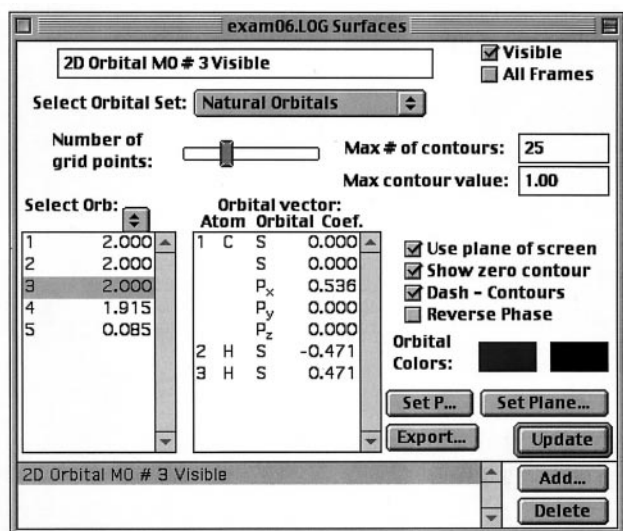 exam06.LOG Surfaces
2D Orbital MO # 3 Visible
Visible
All Frames
Select Orbital Set: Natural Orbitals
Number of grid points:
Max # of contours: 25
Max contour value: 1.00
Select Orb:
1 2.000
2 2.000
3 2.000
4 1.915
5 0.085
Orbital vector:
Atom Orbital Coef.
1 C S 0.000
S 0.000
Px 0.536
Py 0.000
Pz 0.000
2 H S -0.471
3 H S 0.471
Use plane of screen
Show zero contour
Dash - Contours
Reverse Phase
Orbital Colors:
Set P... Set Plane...
Export... Update
2D Orbital MO # 3 Visible
Add...
Delete